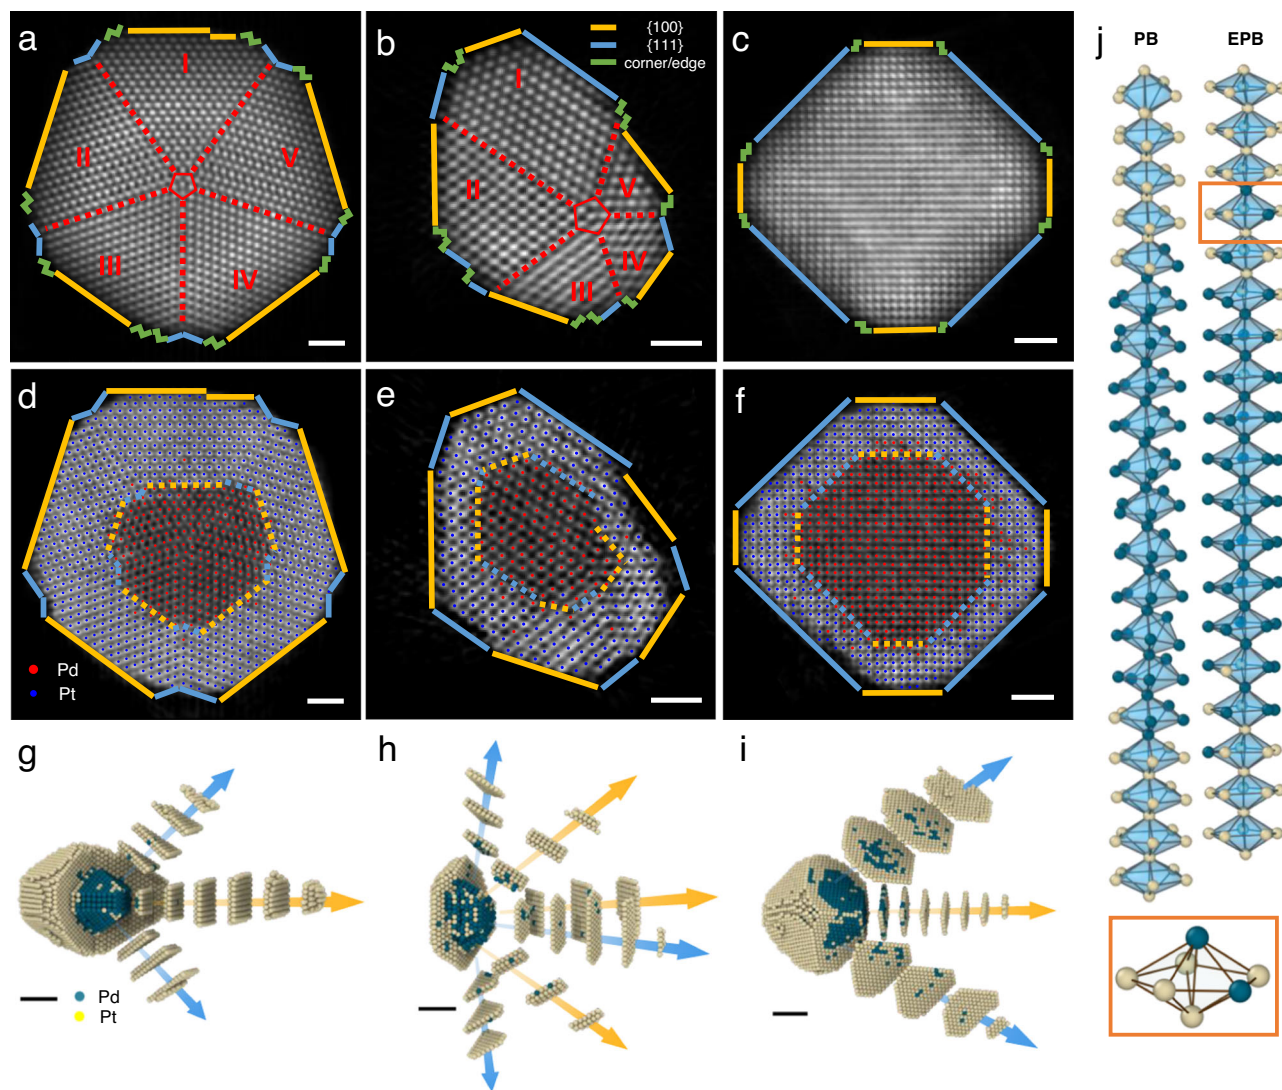 a
I
II
III
IV
V
b
{100}
{111}
corner/edge
I
II
III
IV
V
c
j
PB
EPB
d
Pd
Pt
e
f
g
Pd
Pt
h
i